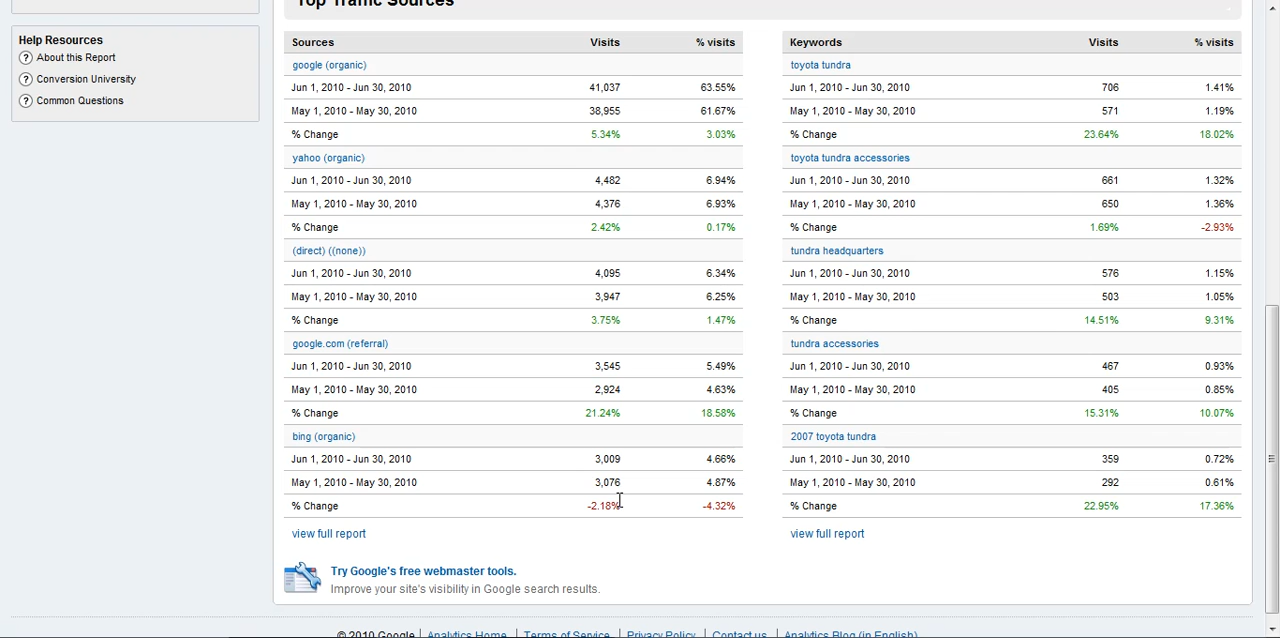 Top Traffic Sources
Help Resources
? About this Report
? Conversion University
? Common Questions
Sources Visits % visits
google (organic)
Jun 1, 2010 - Jun 30, 2010 41,037 63.55%
May 1, 2010 - May 30, 2010 38,955 61.67%
% Change 5.34% 3.03%
yahoo (organic)
Jun 1, 2010 - Jun 30, 2010 4,482 6.94%
May 1, 2010 - May 30, 2010 4,376 6.93%
% Change 2.42% 0.17%
(direct) ((none))
Jun 1, 2010 - Jun 30, 2010 4,095 6.34%
May 1, 2010 - May 30, 2010 3,947 6.25%
% Change 3.75% 1.47%
google.com (referral)
Jun 1, 2010 - Jun 30, 2010 3,545 5.49%
May 1, 2010 - May 30, 2010 2,924 4.63%
% Change 21.24% 18.58%
bing (organic)
Jun 1, 2010 - Jun 30, 2010 3,009 4.66%
May 1, 2010 - May 30, 2010 3,076 4.87%
% Change -2.18% -4.32%
view full report
Keywords Visits % visits
toyota tundra
Jun 1, 2010 - Jun 30, 2010 706 1.41%
May 1, 2010 - May 30, 2010 571 1.19%
% Change 23.64% 18.02%
toyota tundra accessories
Jun 1, 2010 - Jun 30, 2010 661 1.32%
May 1, 2010 - May 30, 2010 650 1.36%
% Change 1.69% -2.93%
tundra headquarters
Jun 1, 2010 - Jun 30, 2010 576 1.15%
May 1, 2010 - May 30, 2010 503 1.05%
% Change 14.51% 9.31%
tundra accessories
Jun 1, 2010 - Jun 30, 2010 467 0.93%
May 1, 2010 - May 30, 2010 405 0.85%
% Change 15.31% 10.07%
2007 toyota tundra
Jun 1, 2010 - Jun 30, 2010 359 0.72%
May 1, 2010 - May 30, 2010 292 0.61%
% Change 22.95% 17.36%
view full report
Try Google's free webmaster tools.
Improve your site's visibility in Google search results.
© 2010 Google | Analytics Home | Terms of Service | Privacy Policy | Contact us | Analytics Blog (in English)